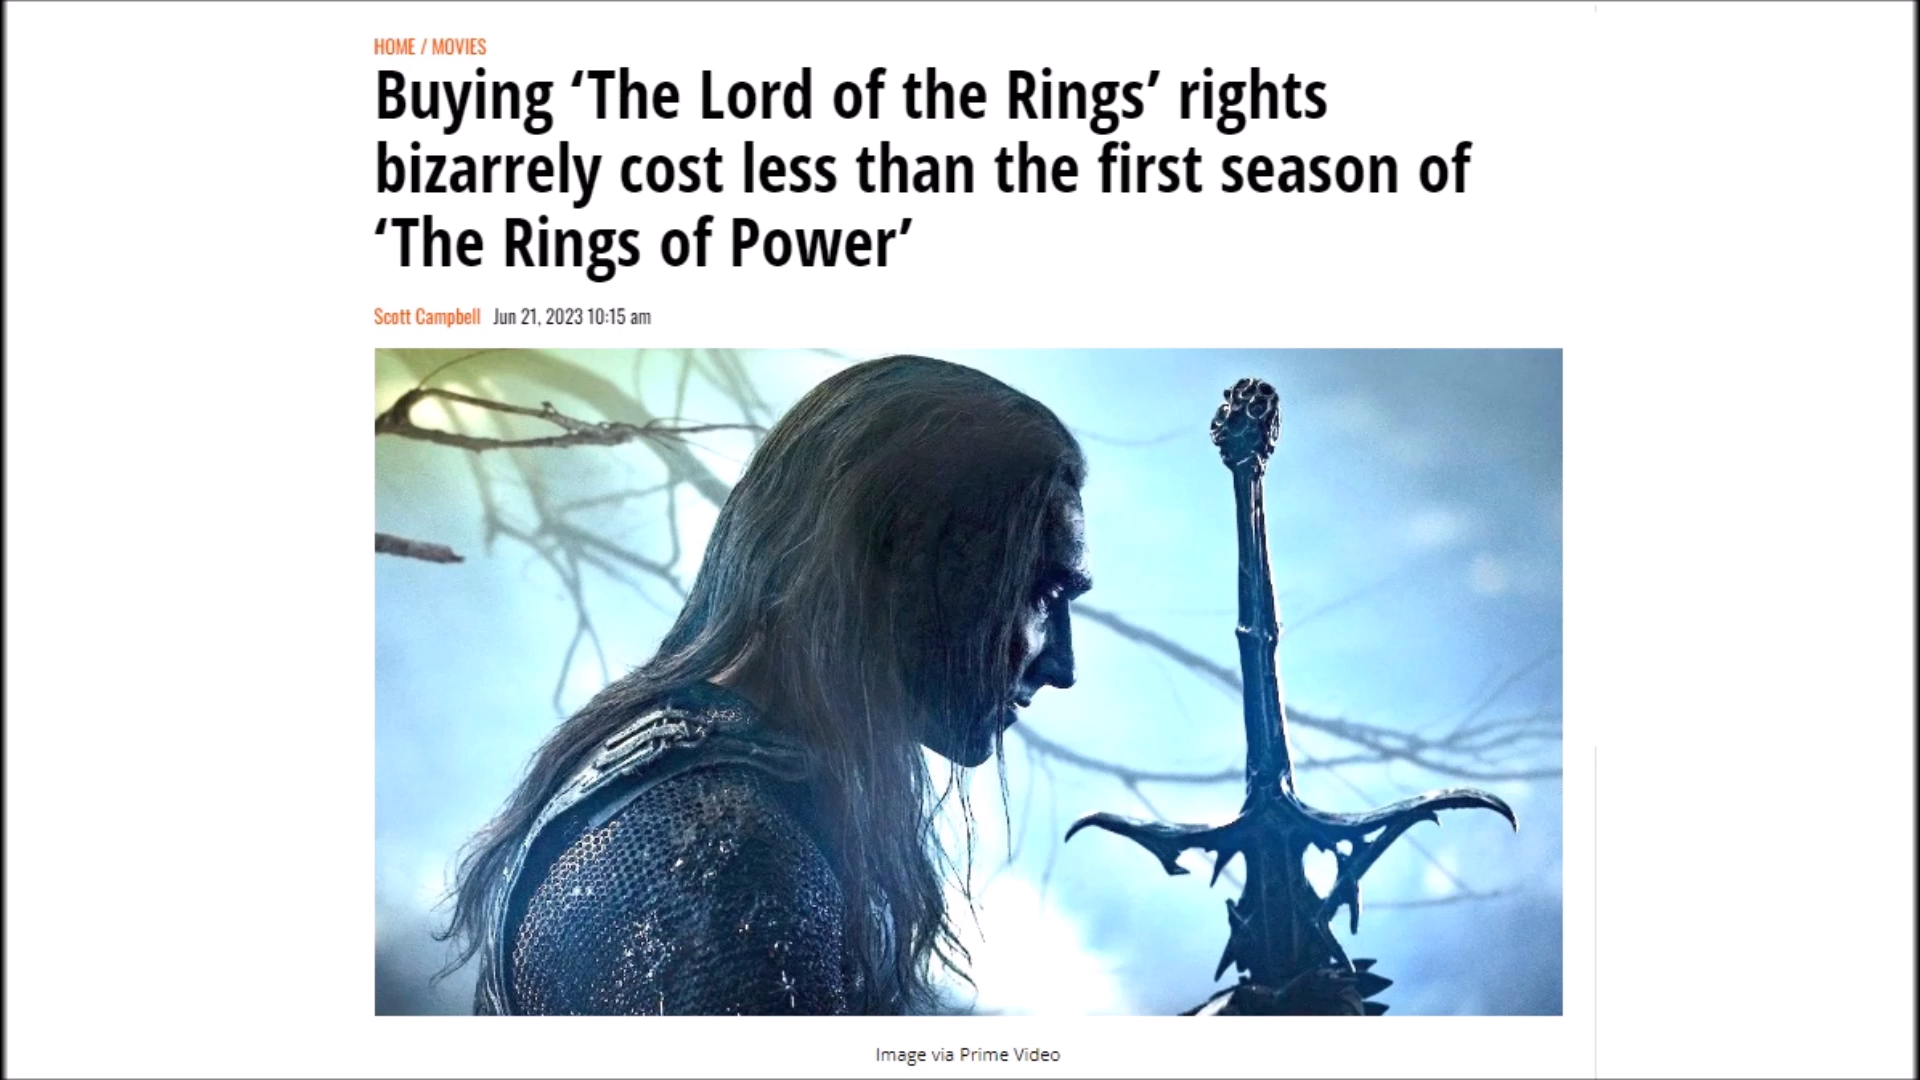 HOME / MOVIES
Buying ‘The Lord of the Rings’ rights
bizarrely cost less than the first season of
‘The Rings of Power’
Scott Campbell Jun 21, 2023 10:15 am
Image via Prime Video